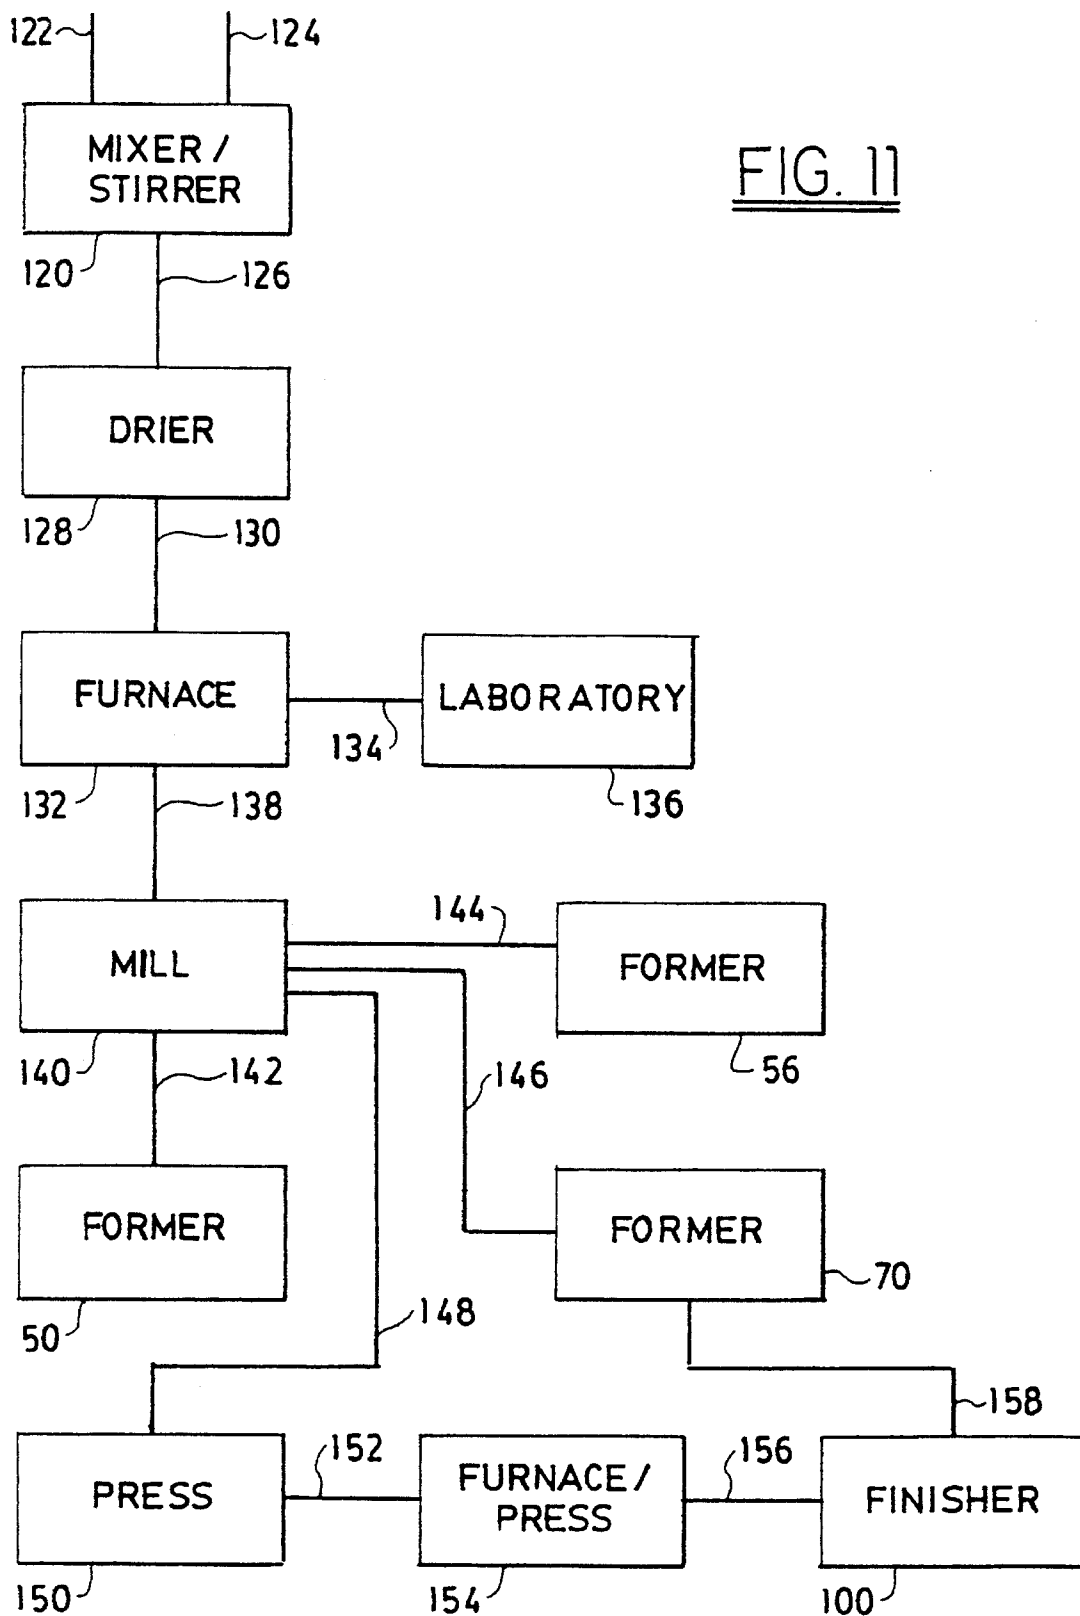 122
124
MIXER /
STIRRER
FIG. 11
120
126
DRIER
128
130
FURNACE
LABORATORY
134
132
138
136
144
MILL
FORMER
140
142
146
56
FORMER
FORMER
70
50
148
158
152
156
PRESS
FURNACE /
PRESS
FINISHER
150
154
100